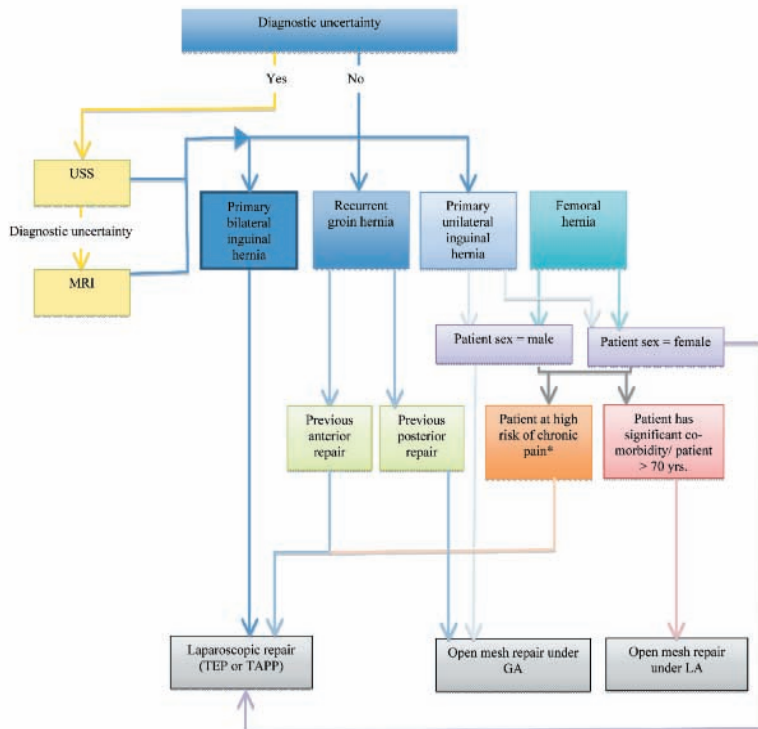 Diagnostic uncertainty
Yes
No
USS
Diagnostic uncertainty
MRI
Primary
bilateral
inguinal
hernia
Recurrent
groin hernia
Primary
unilateral
inguinal
hernia
Femoral
hernia
Patient sex = male
Patient sex = female
Previous
anterior
repair
Previous
posterior
repair
Patient at high
risk of chronic
pain*
Patient has
significant co-
morbidity/ patient
> 70 yrs.
Laparoscopic repair
(TEP or TAPP)
Open mesh repair under
GA
Open mesh repair
under LA